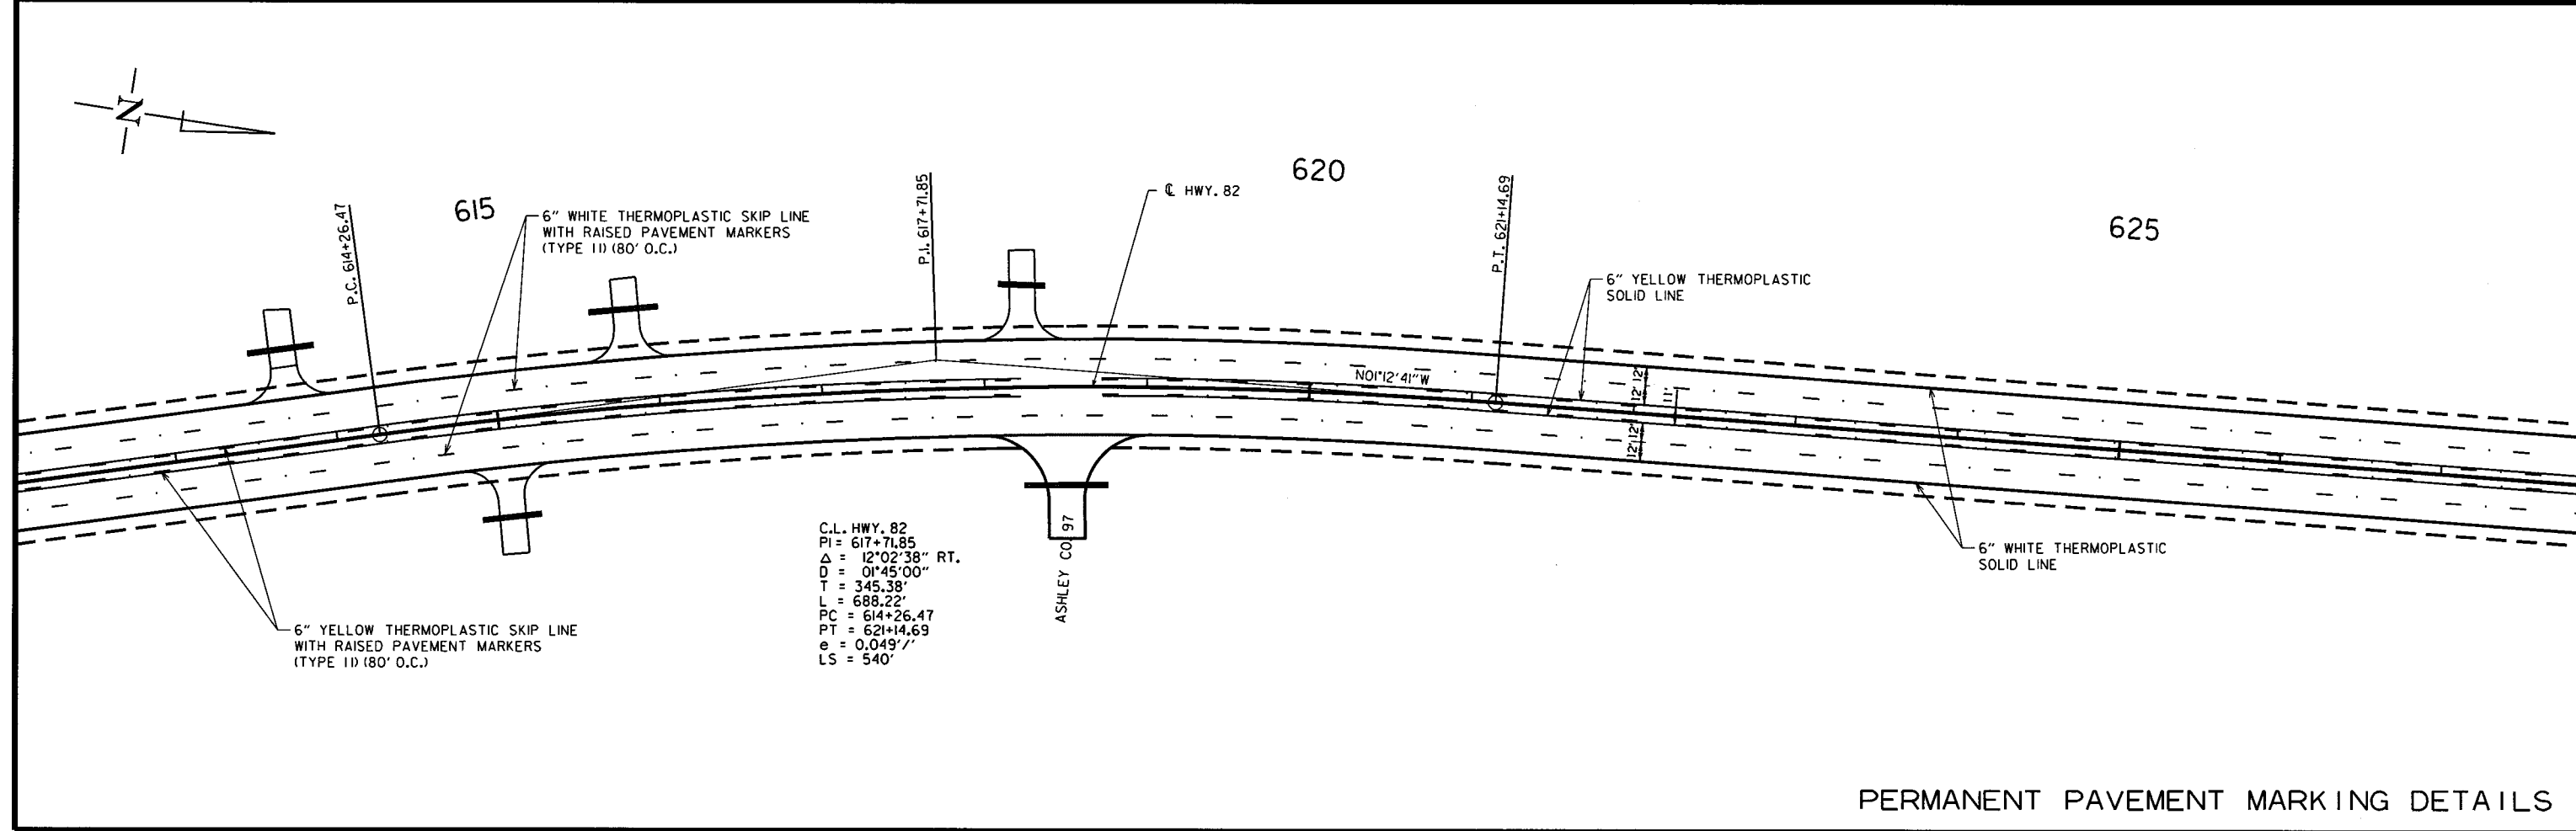 N
615
620
625
P.C. 614+26.47
6" WHITE THERMOPLASTIC SKIP LINE
WITH RAISED PAVEMENT MARKERS
(TYPE II) (80' O.C.)
P.I. 617+71.85
℄ HWY. 82
P.T. 621+14.69
6" YELLOW THERMOPLASTIC
SOLID LINE
N01°12'41"W
12' 12'
11'
12' 12'
C.L. HWY. 82
PI = 617+71.85
Δ = 12°02'38" RT.
D = 01°45'00"
T = 345.38'
L = 688.22'
PC = 614+26.47
PT = 621+14.69
e = 0.049'/'
LS = 540'
ASHLEY CO. 97
6" WHITE THERMOPLASTIC
SOLID LINE
6" YELLOW THERMOPLASTIC SKIP LINE
WITH RAISED PAVEMENT MARKERS
(TYPE II) (80' O.C.)
PERMANENT PAVEMENT MARKING DETAILS